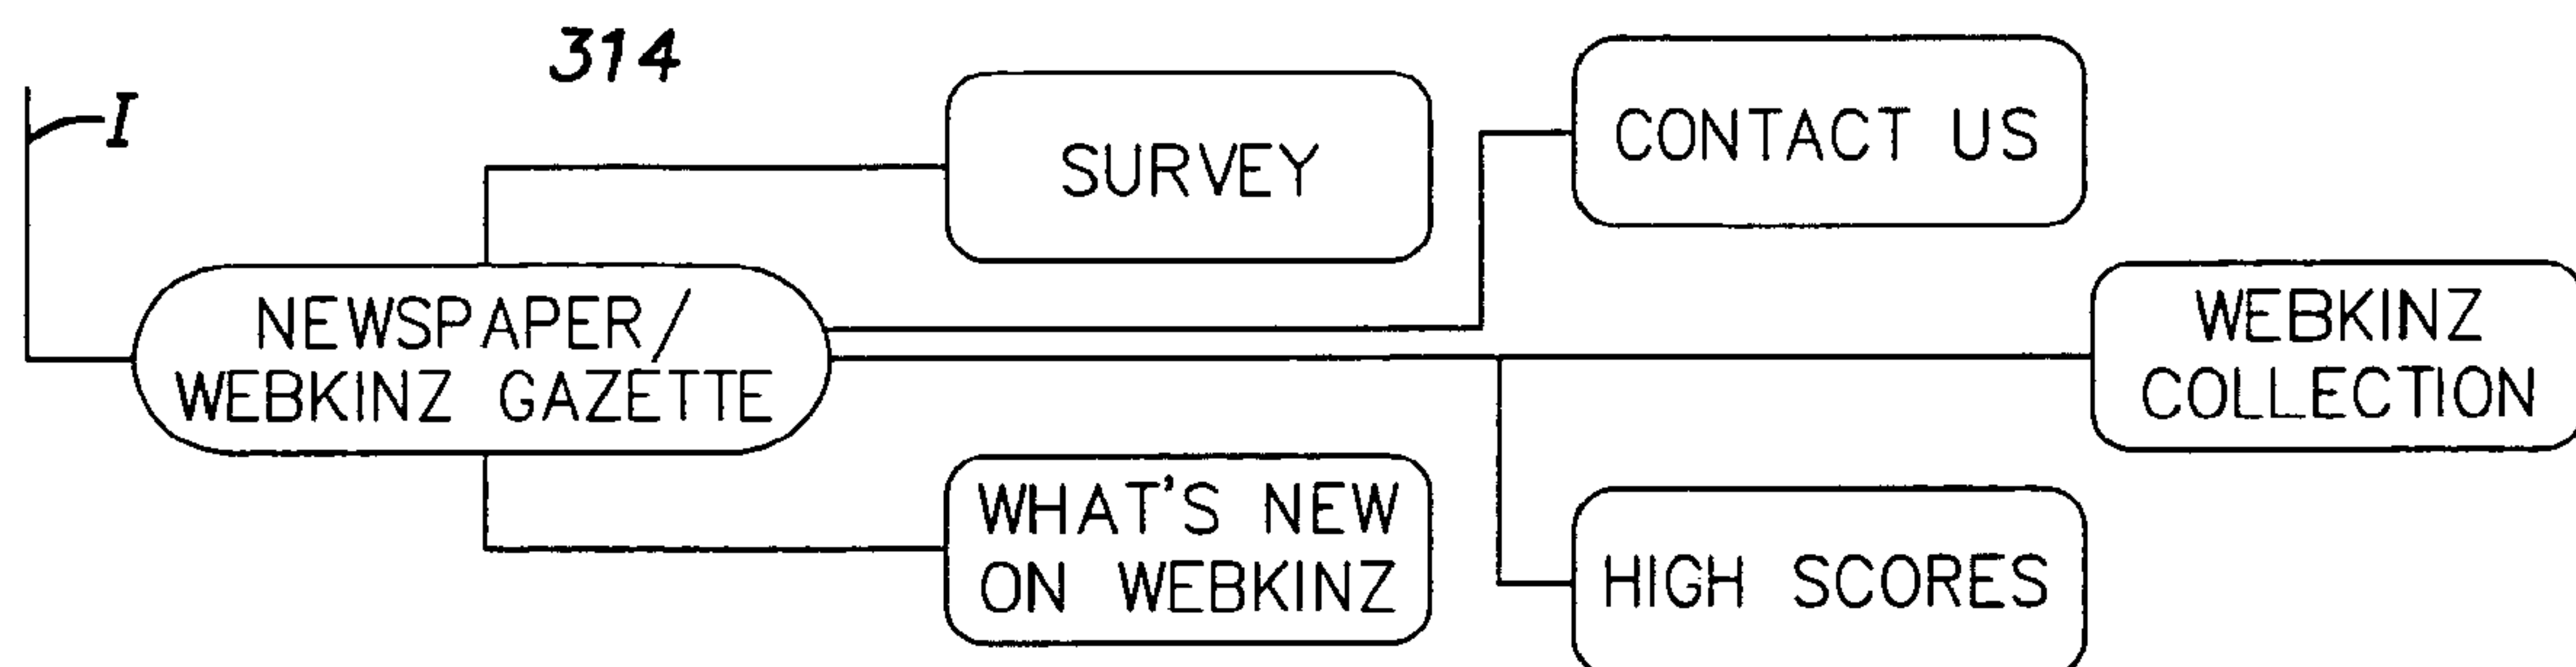 314
I
SURVEY
CONTACT US
NEWSPAPER/
WEBKINZ GAZETTE
WEBKINZ
COLLECTION
WHAT'S NEW
ON WEBKINZ
HIGH SCORES